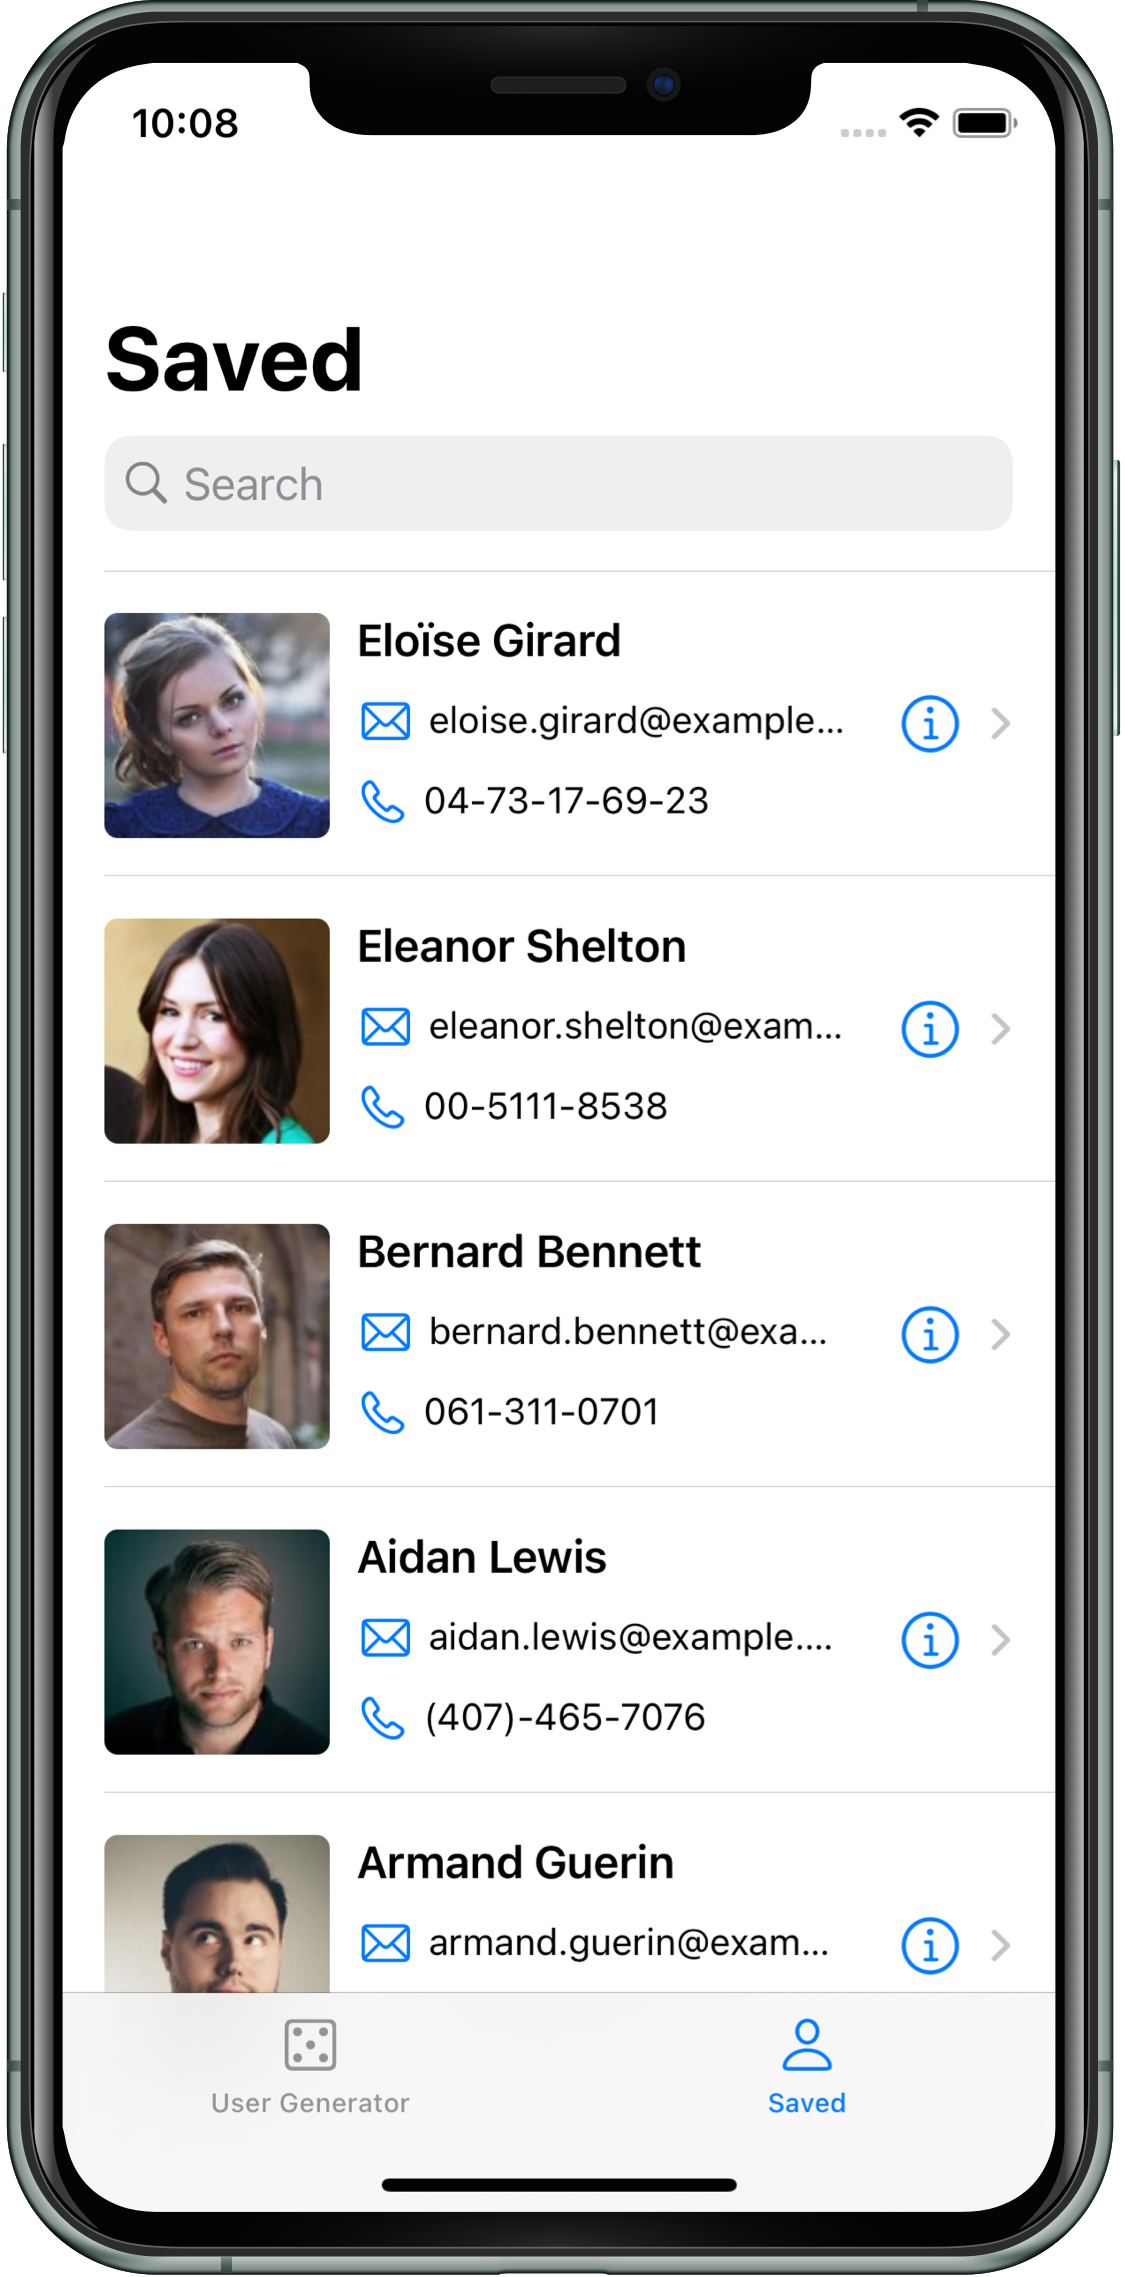 10:08
Saved
Search
Eloïse Girard
eloise.girard@example...
04-73-17-69-23
Eleanor Shelton
eleanor.shelton@exam...
00-5111-8538
Bernard Bennett
bernard.bennett@exa...
061-311-0701
Aidan Lewis
aidan.lewis@example....
(407)-465-7076
Armand Guerin
armand.guerin@exam...
User Generator
Saved